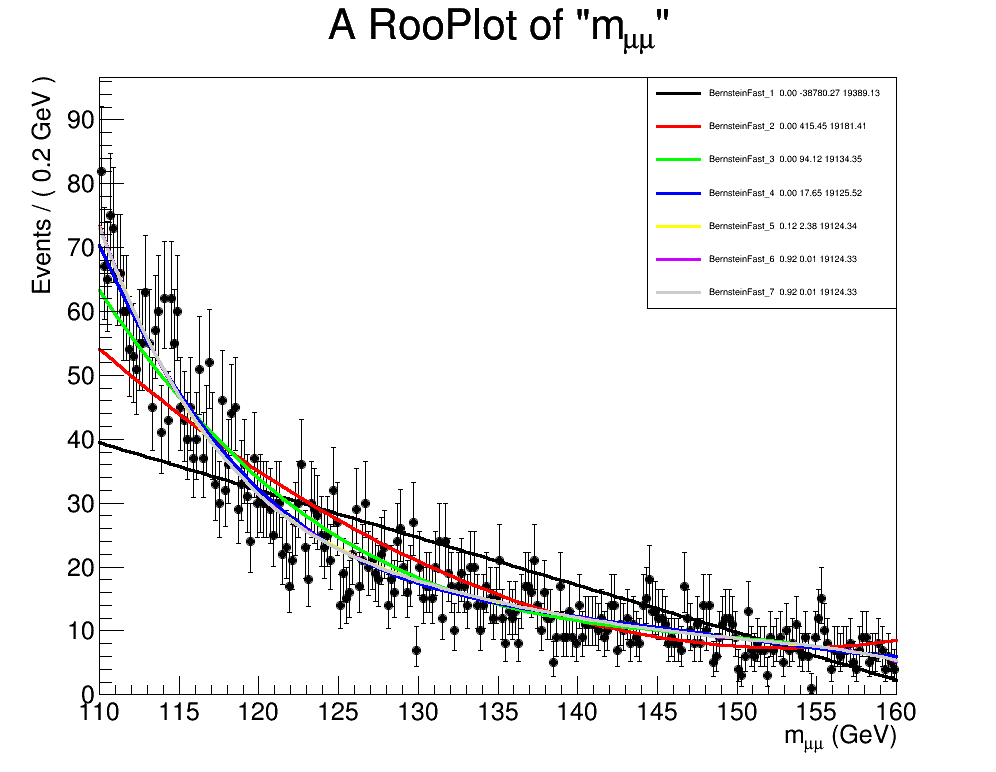 A RooPlot of "mμμ"
Events / ( 0.2 GeV )
90
80
70
60
50
40
30
20
10
0
BernsteinFast_1 0.00 -38780.27 19389.13
BernsteinFast_2 0.00 415.45 19181.41
BernsteinFast_3 0.00 94.12 19134.35
BernsteinFast_4 0.00 17.65 19125.52
BernsteinFast_5 0.12 2.38 19124.34
BernsteinFast_6 0.92 0.01 19124.33
BernsteinFast_7 0.92 0.01 19124.33
110 115 120 125 130 135 140 145 150 155 160
mμμ (GeV)